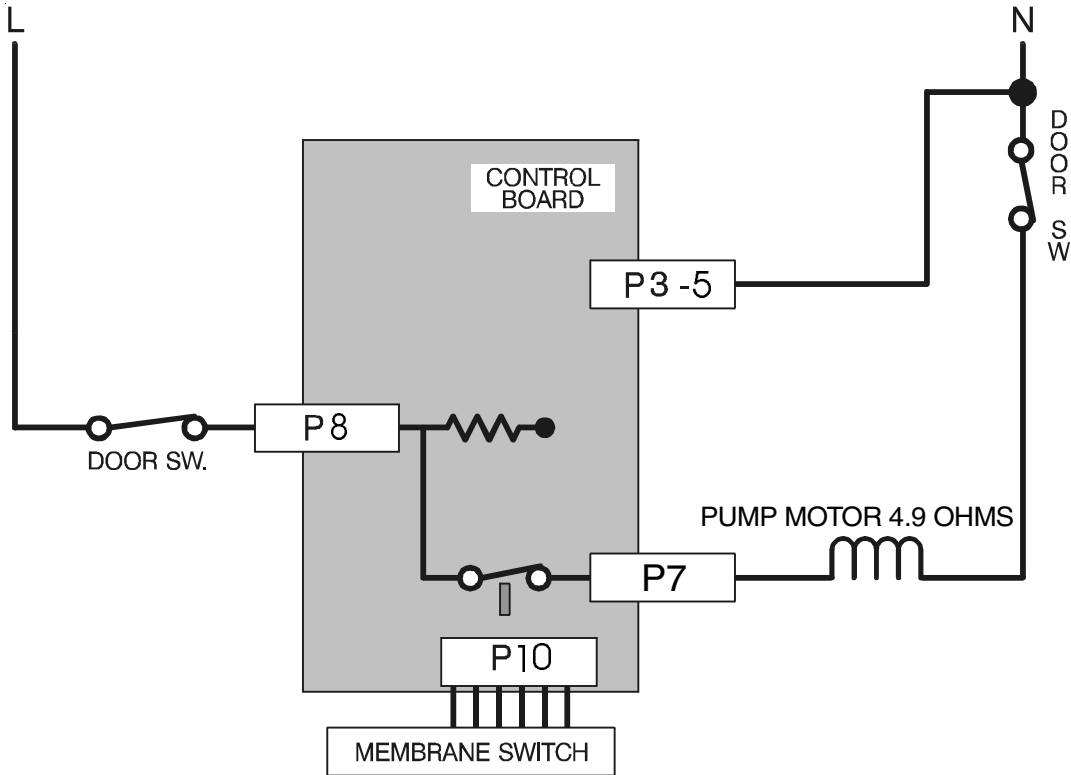 L
N
DOOR SW
CONTROL
BOARD
P3-5
P8
DOOR SW.
PUMP MOTOR 4.9 OHMS
P7
P10
MEMBRANE SWITCH